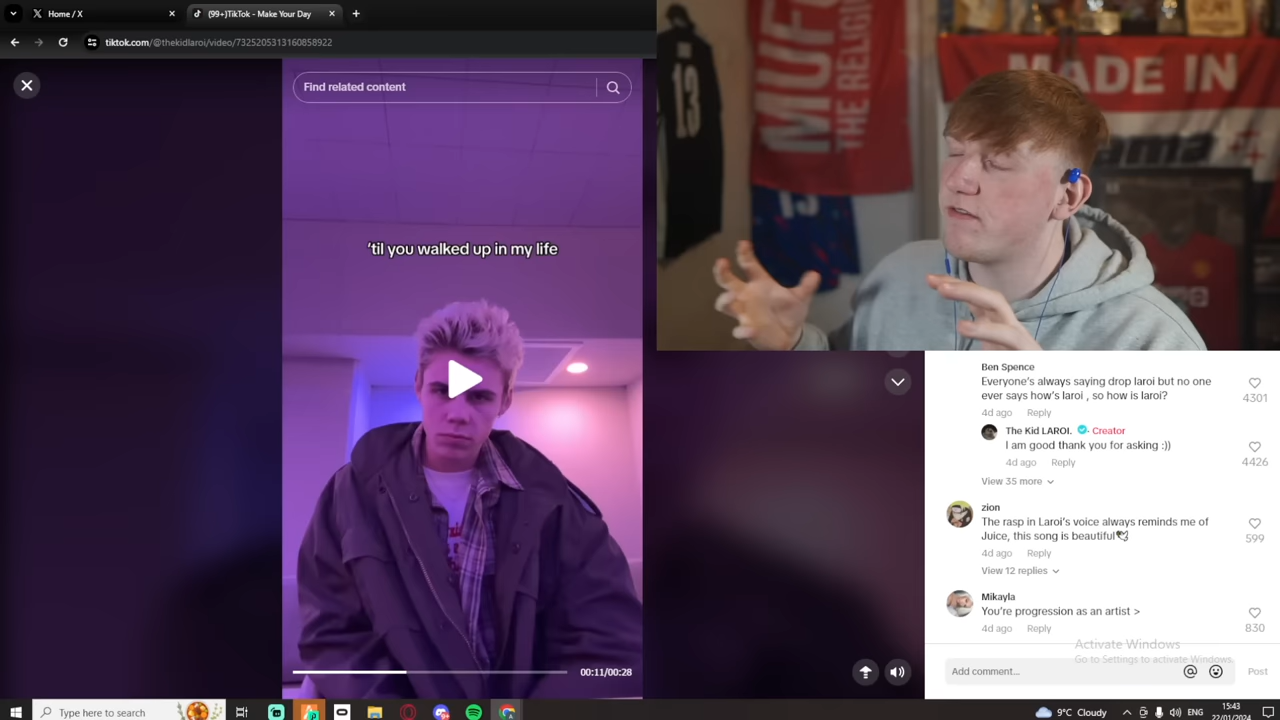 Home / X
(99+)TikTok - Make Your Day
tiktok.com/@thekidlaroi/video/7325205313160858922
Find related content
'til you walked up in my life
00:11/00:28
13
MUFC
THE RELIGION
MADE IN
13
Ben Spence
Everyone's always saying drop laroi but no one
ever says how's laroi , so how is laroi?
4d ago Reply
4301
The Kid LAROI. · Creator
I am good thank you for asking :))
4d ago Reply
4426
View 35 more
zion
The rasp in Laroi's voice always reminds me of
Juice, this song is beautiful
4d ago Reply
599
View 12 replies
Mikayla
You're progression as an artist >
4d ago Reply
830
Activate Windows
Go to Settings to activate Windows.
Add comment...
Post
Type here to search
9°C Cloudy
ENG
15:43
22/01/2024